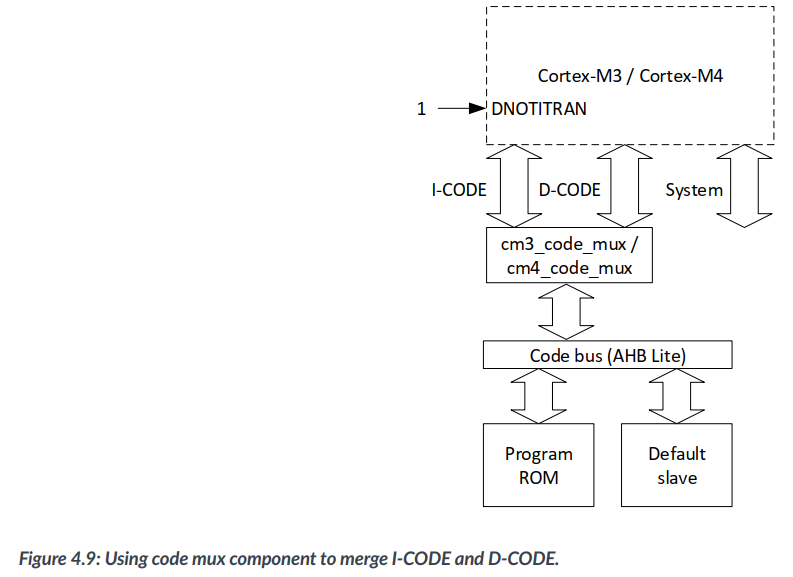 Cortex-M3 / Cortex-M4
1
DNOTITRAN
I-CODE
D-CODE
System
cm3_code_mux /
cm4_code_mux
Code bus (AHB Lite)
Program
ROM
Default
slave
Figure 4.9: Using code mux component to merge I-CODE and D-CODE.